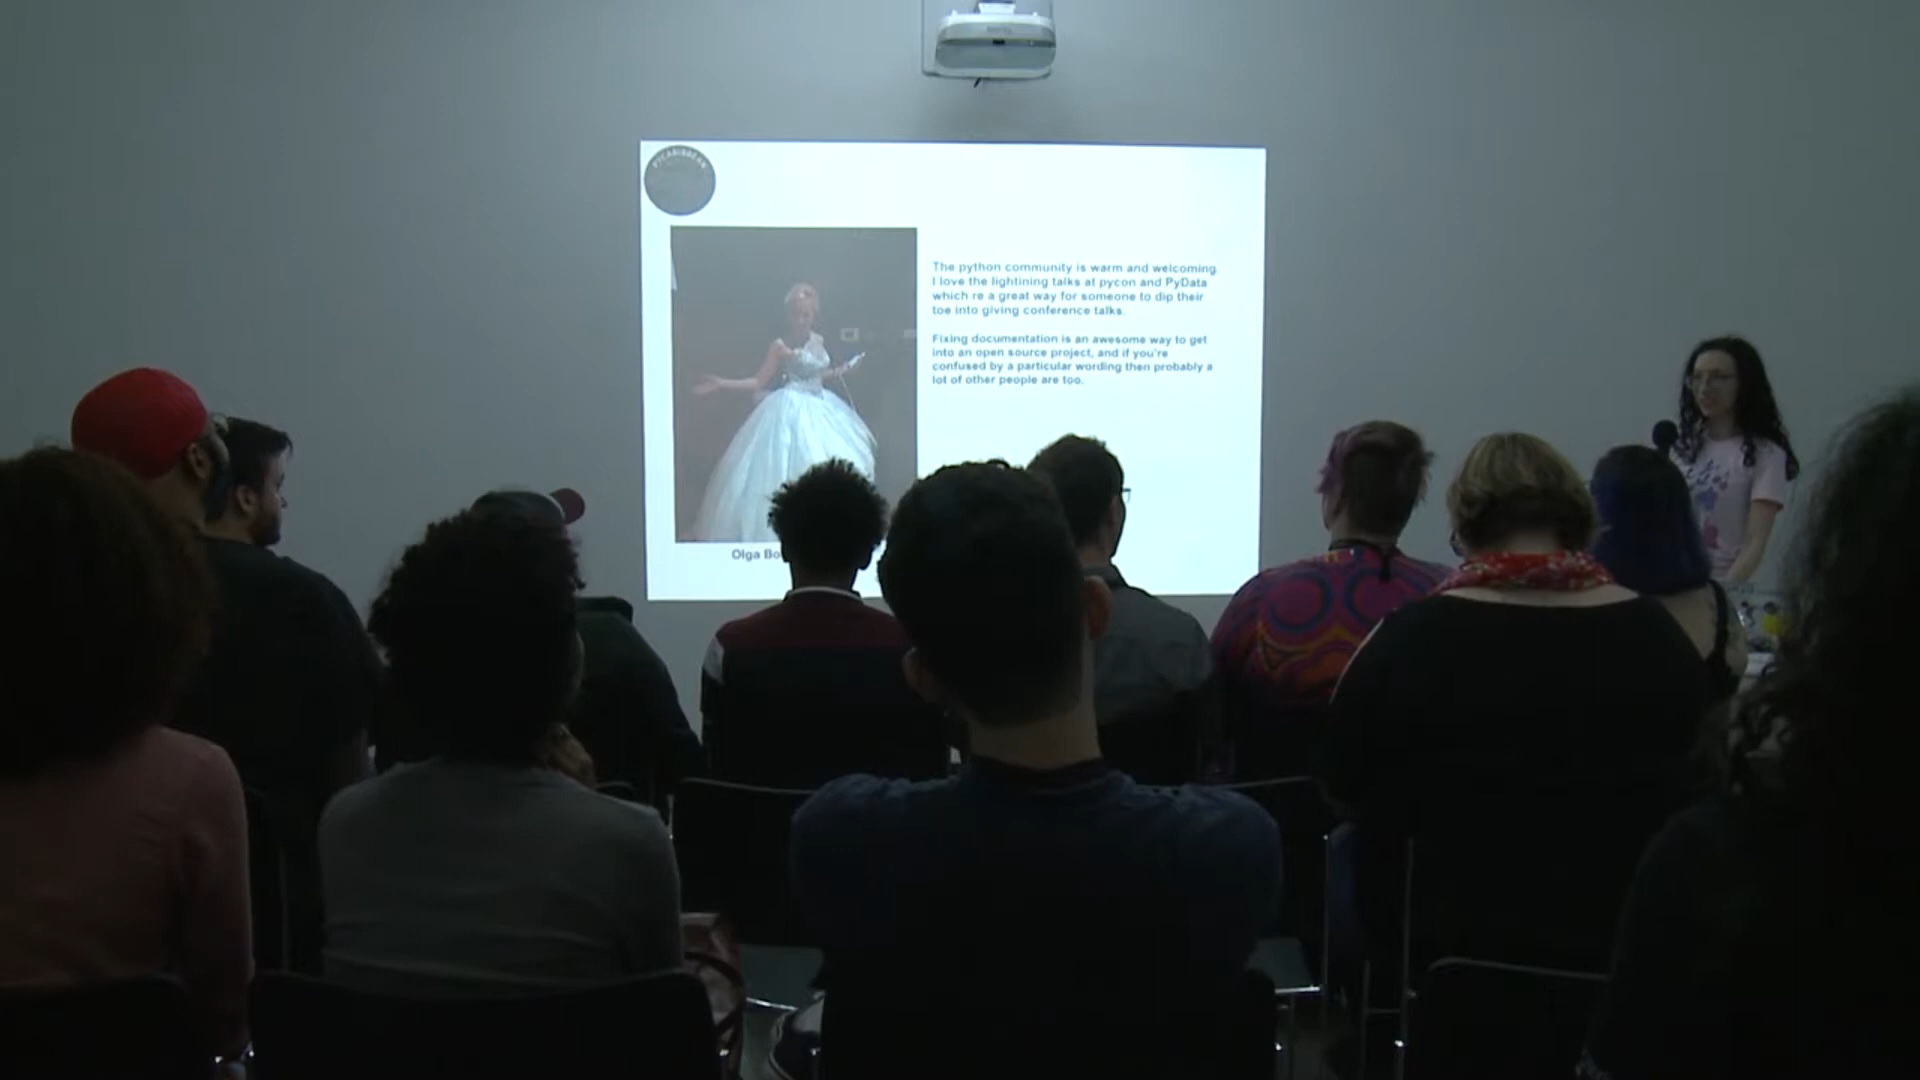 PYCARIBBEAN
The python community is warm and welcoming.
I love the lightining talks at pycon and PyData
which re a great way for someone to dip their
toe into giving conference talks.
Fixing documentation is an awesome way to get
into an open source project, and if you're
confused by a particular wording then probably a
lot of other people are too.
Olga